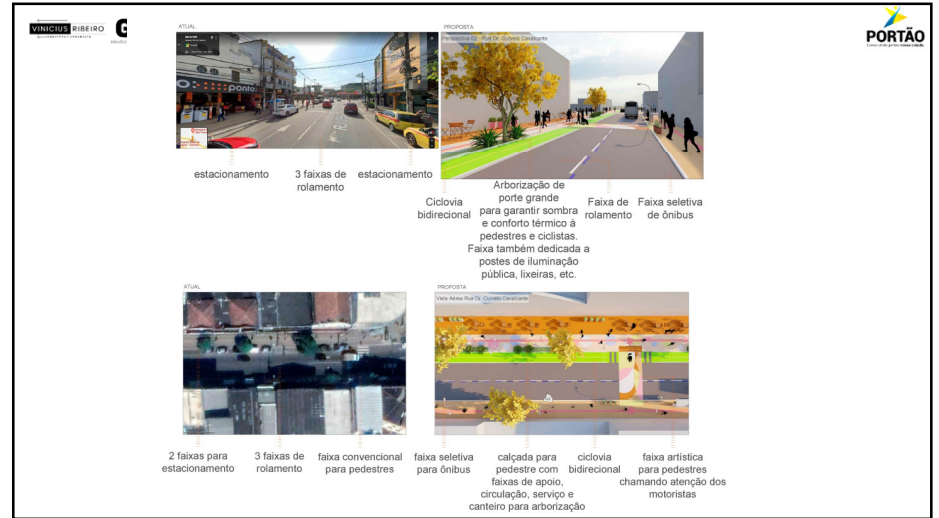 VINICIUS RIBEIRO
G
PORTÃO
ATUAL
PROPOSTA
Perspectiva 02 - Rua Dr. Curvelo Cavalcante
ponto
estacionamento
3 faixas de
rolamento
estacionamento
Ciclovia
bidirecional
Arborização de
porte grande
para garantir sombra
e conforto térmico á
pedestres e ciclistas.
Faixa também dedicada a
postes de iluminação
pública, lixeiras, etc.
Faixa de
rolamento
Faixa seletiva
de ônibus
ATUAL
PROPOSTA
Vista Aérea Rua Dr. Curvelo Cavalcante
2 faixas para
estacionamento
3 faixas de
rolamento
faixa convencional
para pedestres
faixa seletiva
para ônibus
calçada para
pedestre com
faixas de apoio,
circulação, serviço e
canteiro para arborização
ciclovia
bidirecional
faixa artística
para pedestres
chamando atenção dos
motoristas